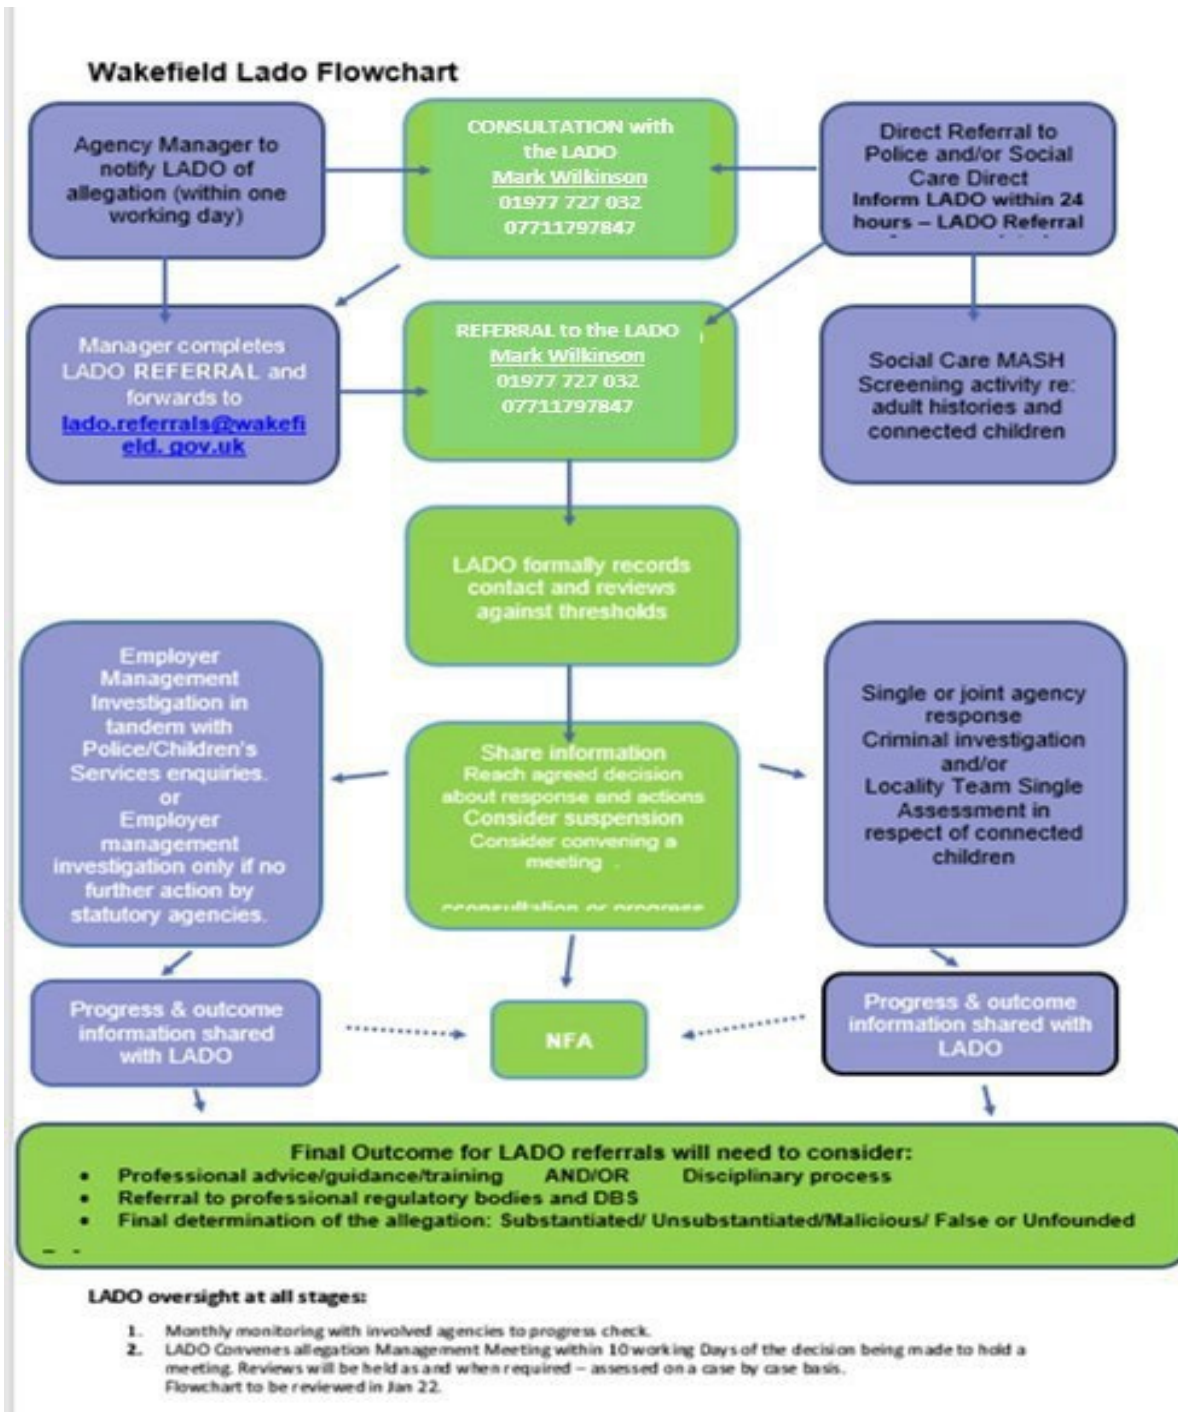 Wakefield Lado Flowchart
Agency Manager to
notify LADO of
allegation (within one
working day)
CONSULTATION with
the LADO
Mark Wilkinson
01977 727 032
07711797847
Direct Referral to
Police and/or Social
Care Direct
Inform LADO within 24
hours – LADO Referral
Manager completes
LADO REFERRAL and
forwards to
lado.referrals@wakefi
eld. gov.uk
REFERRAL to the LADO
Mark Wilkinson
01977 727 032
07711797847
Social Care MASH
Screening activity re:
adult histories and
connected children
LADO formally records
contact and reviews
against thresholds
Employer
Management
Investigation in
tandem with
Police/Children's
Services enquiries.
or
Employer
management
investigation only if no
further action by
statutory agencies.
Share information
Reach agreed decision
about response and actions
Consider suspension
Consider convening a
meeting .
Single or joint agency
response
Criminal investigation
and/or
Locality Team Single
Assessment in
respect of connected
children
Progress & outcome
information shared
with LADO
NFA
Progress & outcome
information shared with
LADO
Final Outcome for LADO referrals will need to consider:
• Professional advice/guidance/training AND/OR Disciplinary process
• Referral to professional regulatory bodies and DBS
• Final determination of the allegation: Substantiated/ Unsubstantiated/Malicious/ False or Unfounded
LADO oversight at all stages:
1. Monthly monitoring with involved agencies to progress check.
2. LADO Convenes allegation Management Meeting within 10 working Days of the decision being made to hold a
meeting. Reviews will be held as and when required – assessed on a case by case basis.
Flowchart to be reviewed in Jan 22.